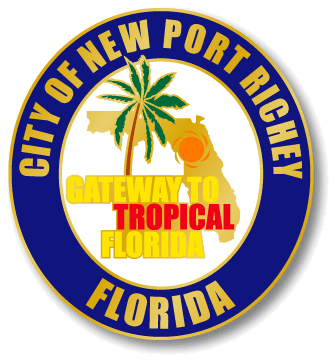 CITY OF NEW PORT RICHEY
GATEWAY TO
TROPICAL
FLORIDA
FLORIDA